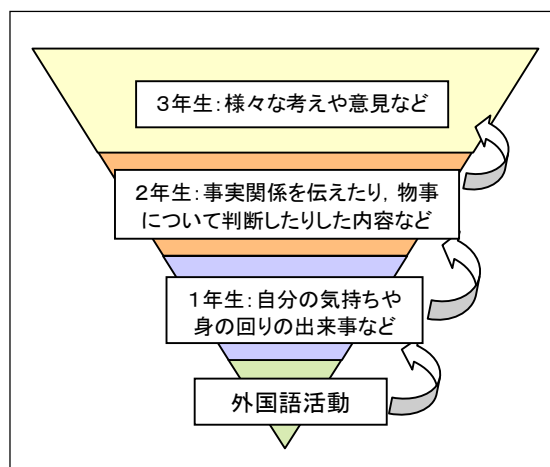 3年生:様々な考えや意見など
2年生:事実関係を伝えたり,物事
について判断したりした内容など
1年生:自分の気持ちや
身の回りの出来事など
外国語活動